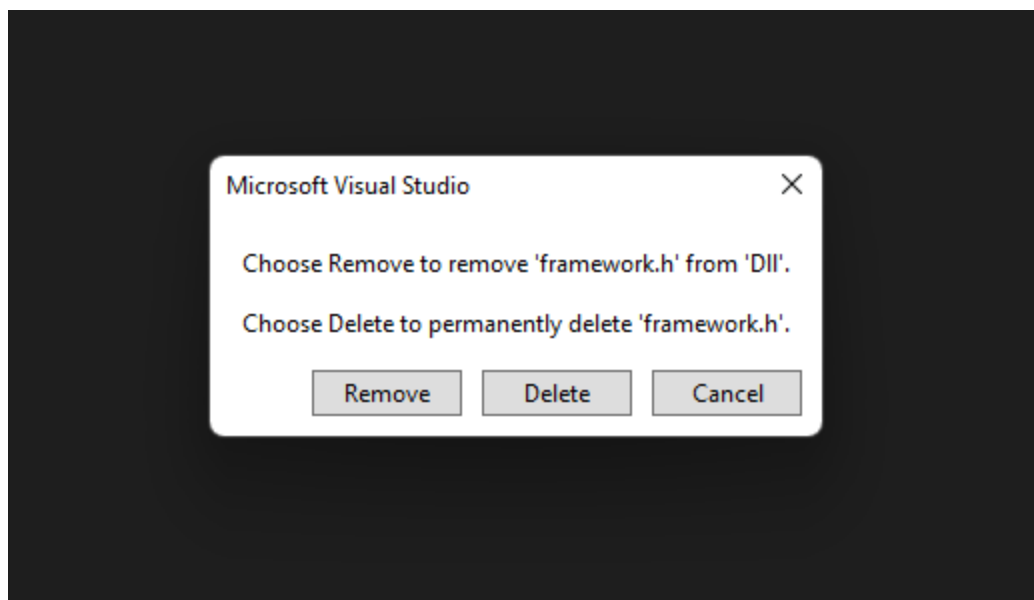 Microsoft Visual Studio
Choose Remove to remove 'framework.h' from 'Dll'.
Choose Delete to permanently delete 'framework.h'.
Remove Delete Cancel